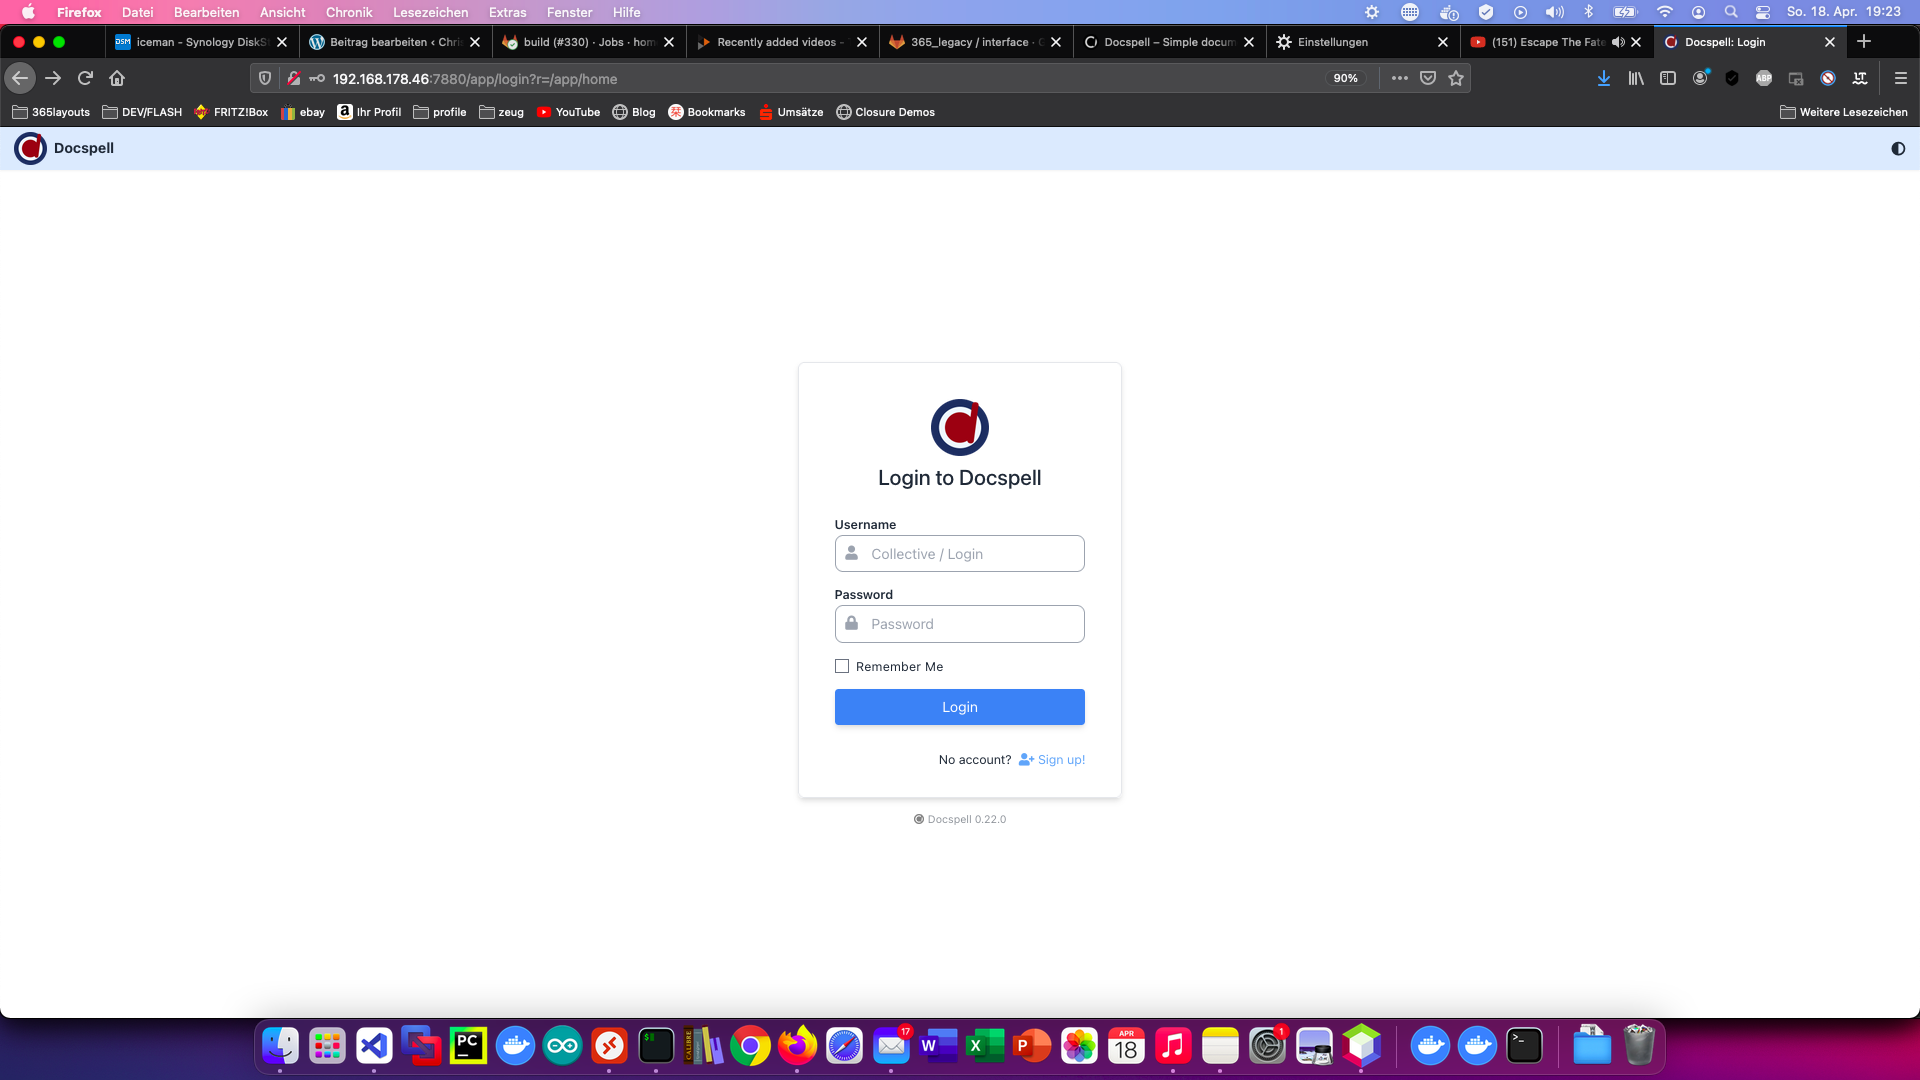 Firefox Datei Bearbeiten Ansicht Chronik Lesezeichen Extras Fenster Hilfe So. 18. Apr. 19:23
iceman - Synology DiskSt Beitrag bearbeiten ‹ Chris build (#330) · Jobs · hom Recently added videos - 365_legacy / interface · G Docspell – Simple docum Einstellungen (151) Escape The Fate Docspell: Login
192.168.178.46:7880/app/login?r=/app/home 90% ABP
365layouts DEV/FLASH FRITZ!Box ebay Ihr Profil profile zeug YouTube Blog Bookmarks Umsätze Closure Demos Weitere Lesezeichen
Docspell
Login to Docspell
Username
Collective / Login
Password
Password
Remember Me
Login
No account? Sign up!
Docspell 0.22.0
PC 17 W X P APR 18 1